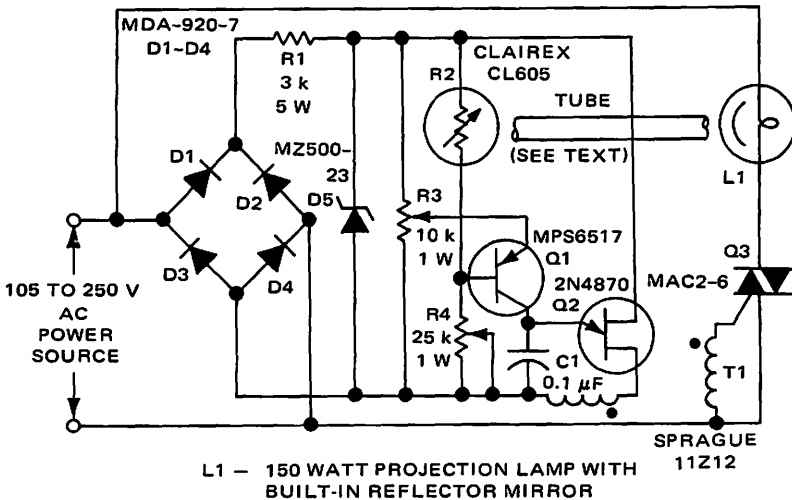 MDA-920-7
D1-D4
R1
3 k
5 W
CLAIREX
CL605
R2
TUBE
(SEE TEXT)
L1
D1
D2
D3
D4
MZ500-
23
D5
R3
10 k
1 W
MPS6517
Q1
2N4870
Q2
Q3
MAC2-6
105 TO 250 V
AC
POWER
SOURCE
R4
25 k
1 W
C1
0.1 μF
T1
SPRAGUE
11Z12
L1 — 150 WATT PROJECTION LAMP WITH
BUILT-IN REFLECTOR MIRROR